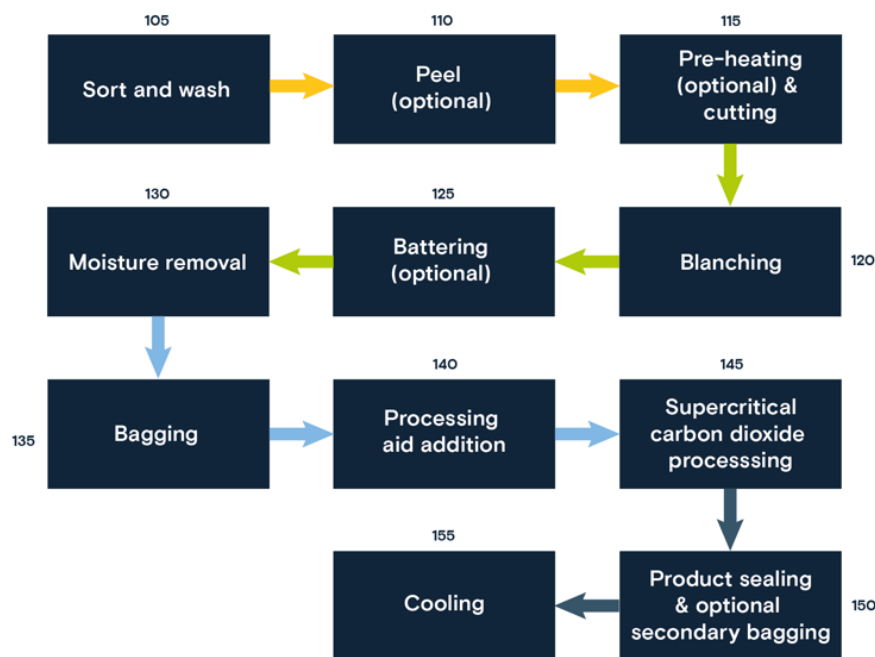 105
Sort and wash
110
Peel
(optional)
115
Pre-heating
(optional) &
cutting
130
Moisture removal
125
Battering
(optional)
Blanching
120
135
Bagging
140
Processing
aid addition
145
Supercritical
carbon dioxide
processsing
155
Cooling
Product sealing
& optional
secondary bagging
150